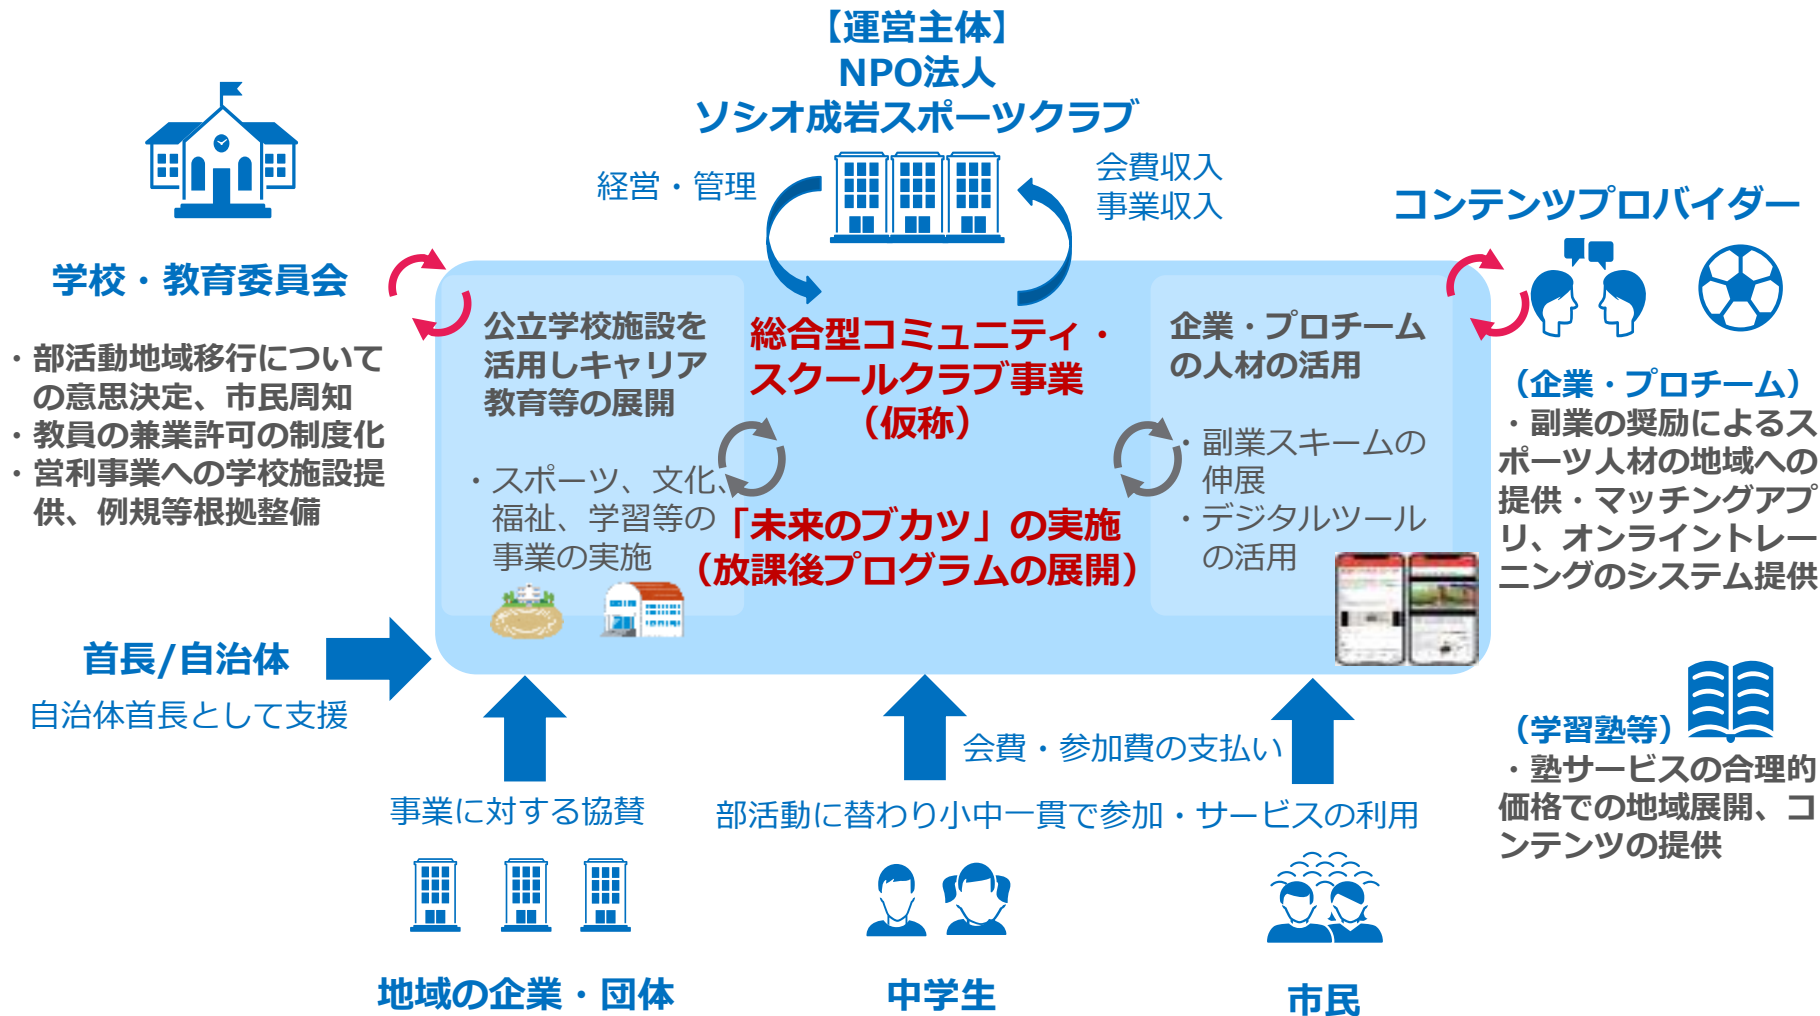 【運営主体】
NPO法人
ソシオ成岩スポーツクラブ
経営・管理
会費収入
事業収入
学校・教育委員会
・部活動地域移行について
の意思決定、市民周知
・教員の兼業許可の制度化
・営利事業への学校施設提
供、例規等根拠整備
公立学校施設を
活用しキャリア
教育等の展開
・スポーツ、文化、
福祉、学習等の
事業の実施
総合型コミュニティ・
スクールクラブ事業
（仮称）
「未来のブカツ」の実施
（放課後プログラムの展開）
企業・プロチーム
の人材の活用
・副業スキームの
伸展
・デジタルツール
の活用
コンテンツプロバイダー
（企業・プロチーム）
・副業の奨励によるス
ポーツ人材の地域への
提供・マッチングアプ
リ、オンライントレー
ニングのシステム提供
（学習塾等）
・塾サービスの合理的
価格での地域展開、コ
ンテンツの提供
首長/自治体
自治体首長として支援
事業に対する協賛
会費・参加費の支払い
部活動に替わり小中一貫で参加・サービスの利用
地域の企業・団体
中学生
市民